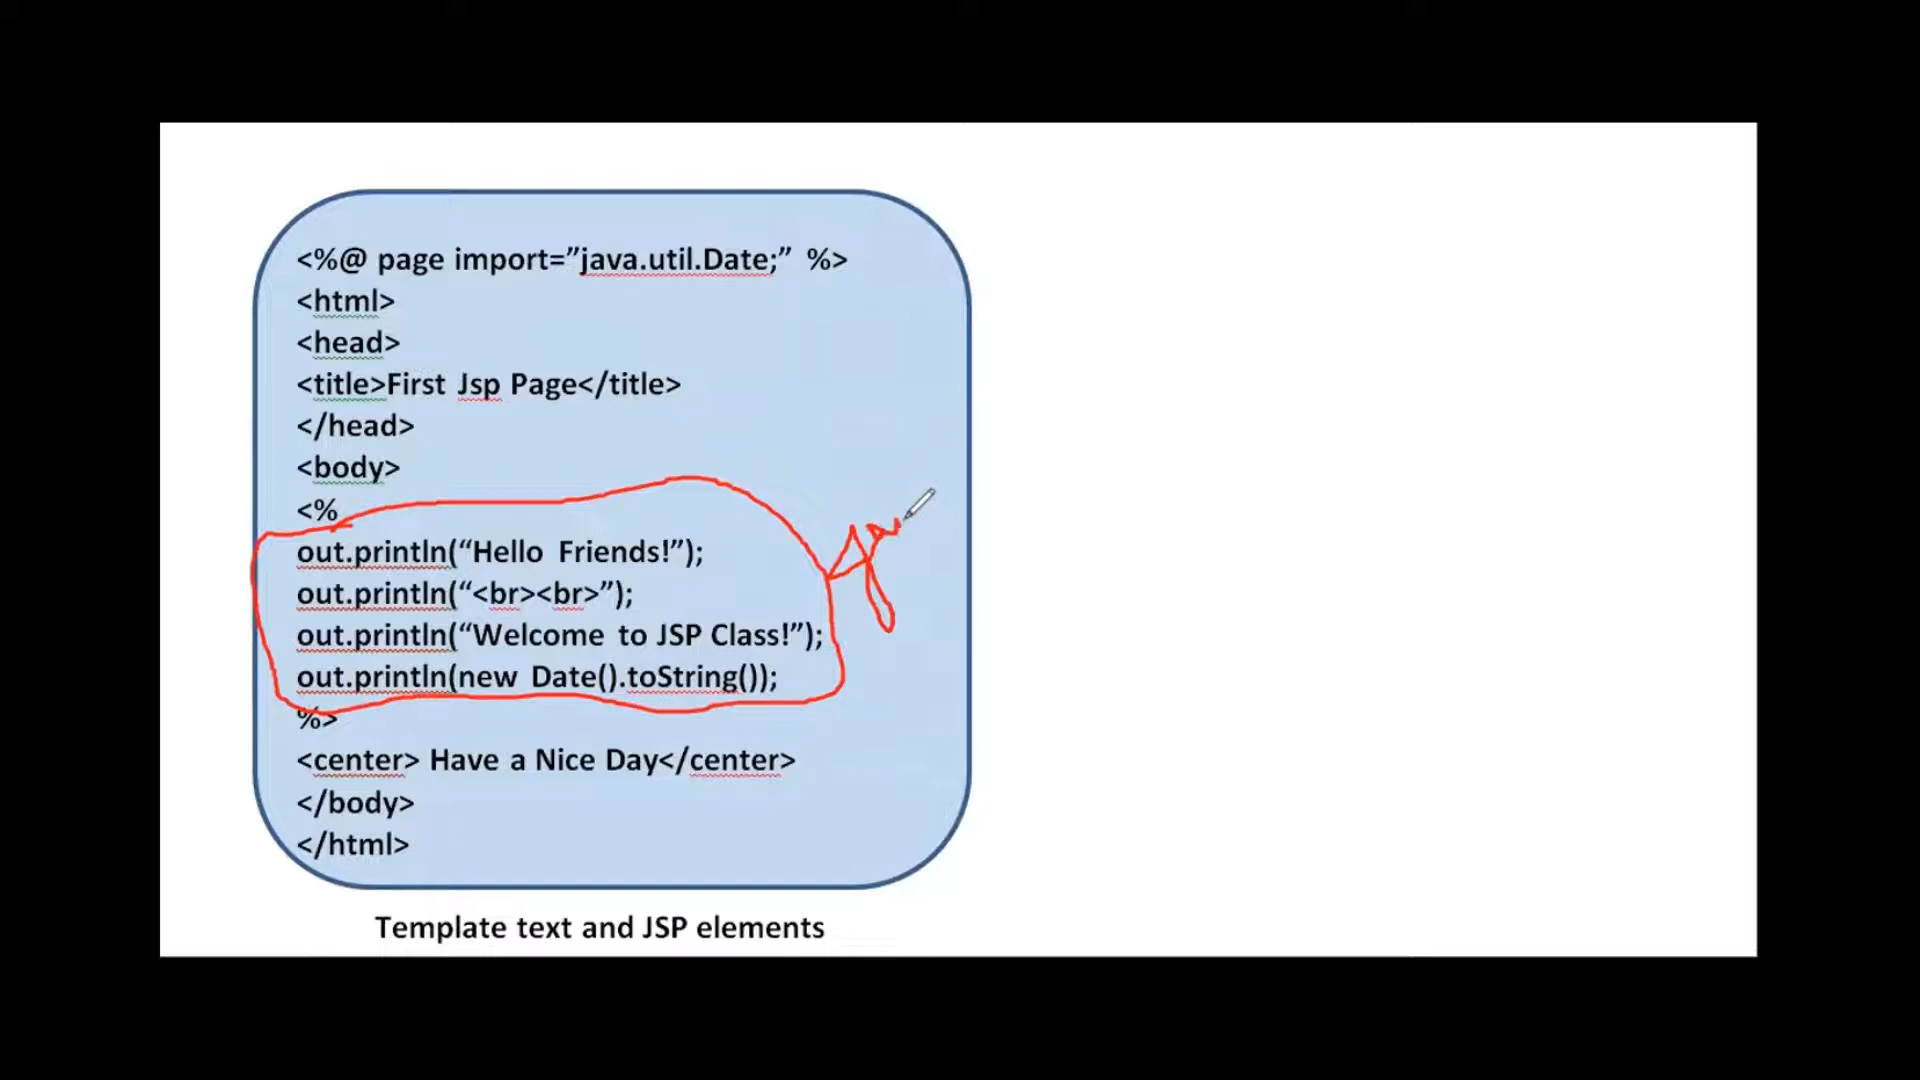 <%@ page import=”java.util.Date;” %>
<html>
<head>
<title>First Jsp Page</title>
</head>
<body>
<%
out.println(“Hello Friends!”);
out.println(“<br><br>”);
out.println(“Welcome to JSP Class!”);
out.println(new Date().toString());
%>
<center> Have a Nice Day</center>
</body>
</html>
Template text and JSP elements